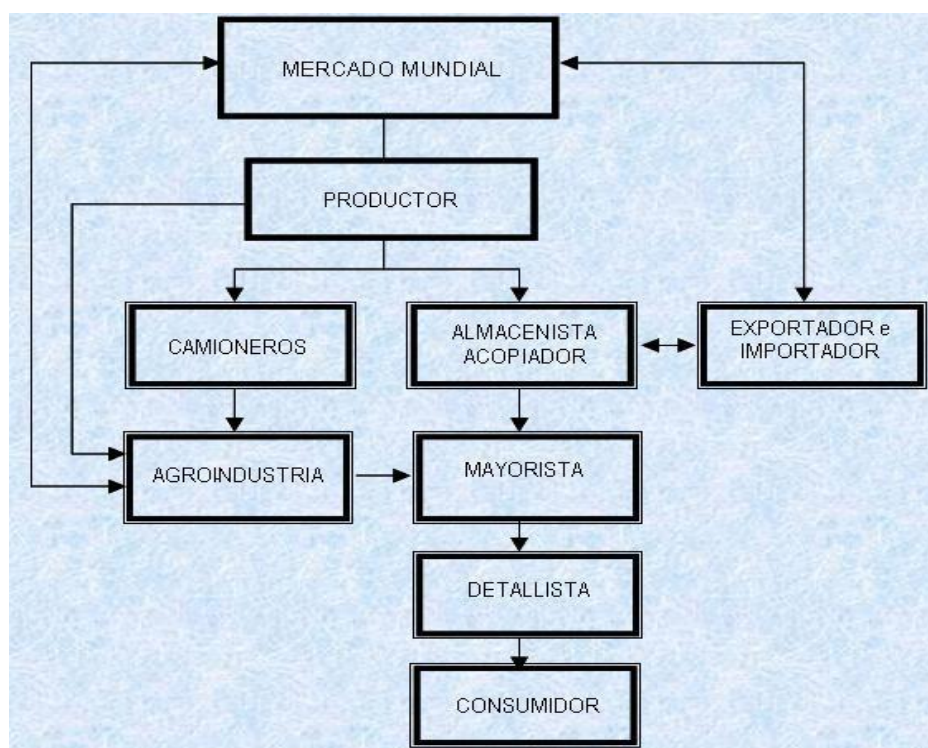 MERCADO MUNDIAL
PRODUCTOR
CAMIONEROS
ALMACENISTA
ACOPIADOR
EXPORTADOR e
IMPORTADOR
AGROINDUSTRIA
MAYORISTA
DETALLISTA
CONSUMIDOR